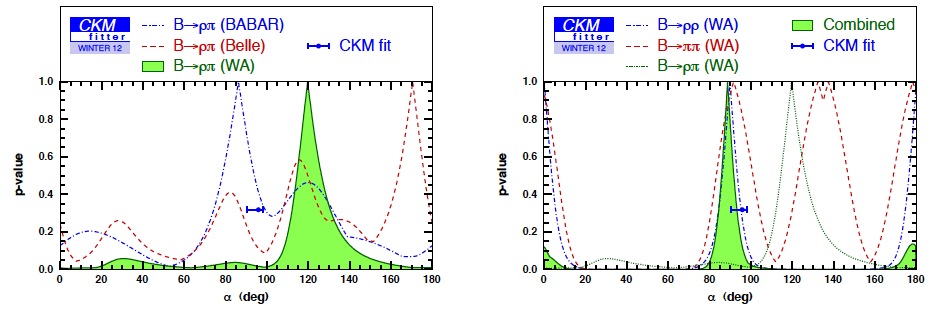 CKM
fitter
WINTER 12
B→ρπ (BABAR)
B→ρπ (Belle)
B→ρπ (WA)
CKM fit
p-value
1.0
0.8
0.6
0.4
0.2
0.0
0 20 40 60 80 100 120 140 160 180
α (deg)
CKM
fitter
WINTER 12
B→ρρ (WA)
B→ππ (WA)
B→ρπ (WA)
Combined
CKM fit
p-value
1.0
0.8
0.6
0.4
0.2
0.0
0 20 40 60 80 100 120 140 160 180
α (deg)